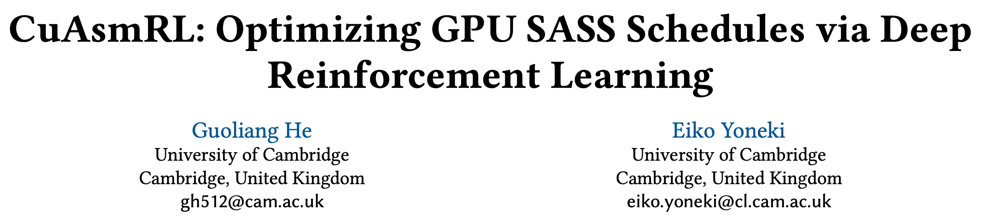 CuAsmRL: Optimizing GPU SASS Schedules via Deep
Reinforcement Learning
Guoliang He
University of Cambridge
Cambridge, United Kingdom
gh512@cam.ac.uk
Eiko Yoneki
University of Cambridge
Cambridge, United Kingdom
eiko.yoneki@cl.cam.ac.uk